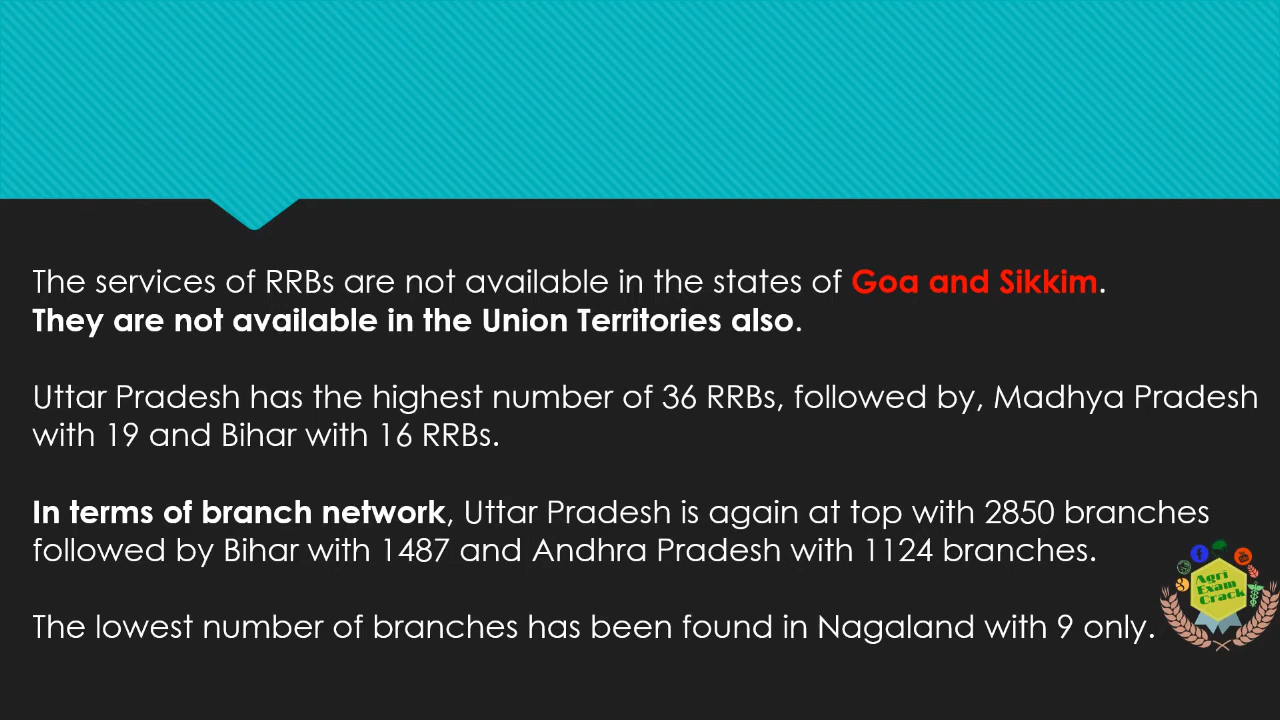 The services of RRBs are not available in the states of Goa and Sikkim.
They are not available in the Union Territories also.
Uttar Pradesh has the highest number of 36 RRBs, followed by, Madhya Pradesh
with 19 and Bihar with 16 RRBs.
In terms of branch network, Uttar Pradesh is again at top with 2850 branches
followed by Bihar with 1487 and Andhra Pradesh with 1124 branches.
The lowest number of branches has been found in Nagaland with 9 only.
Agri
Exam
Crack